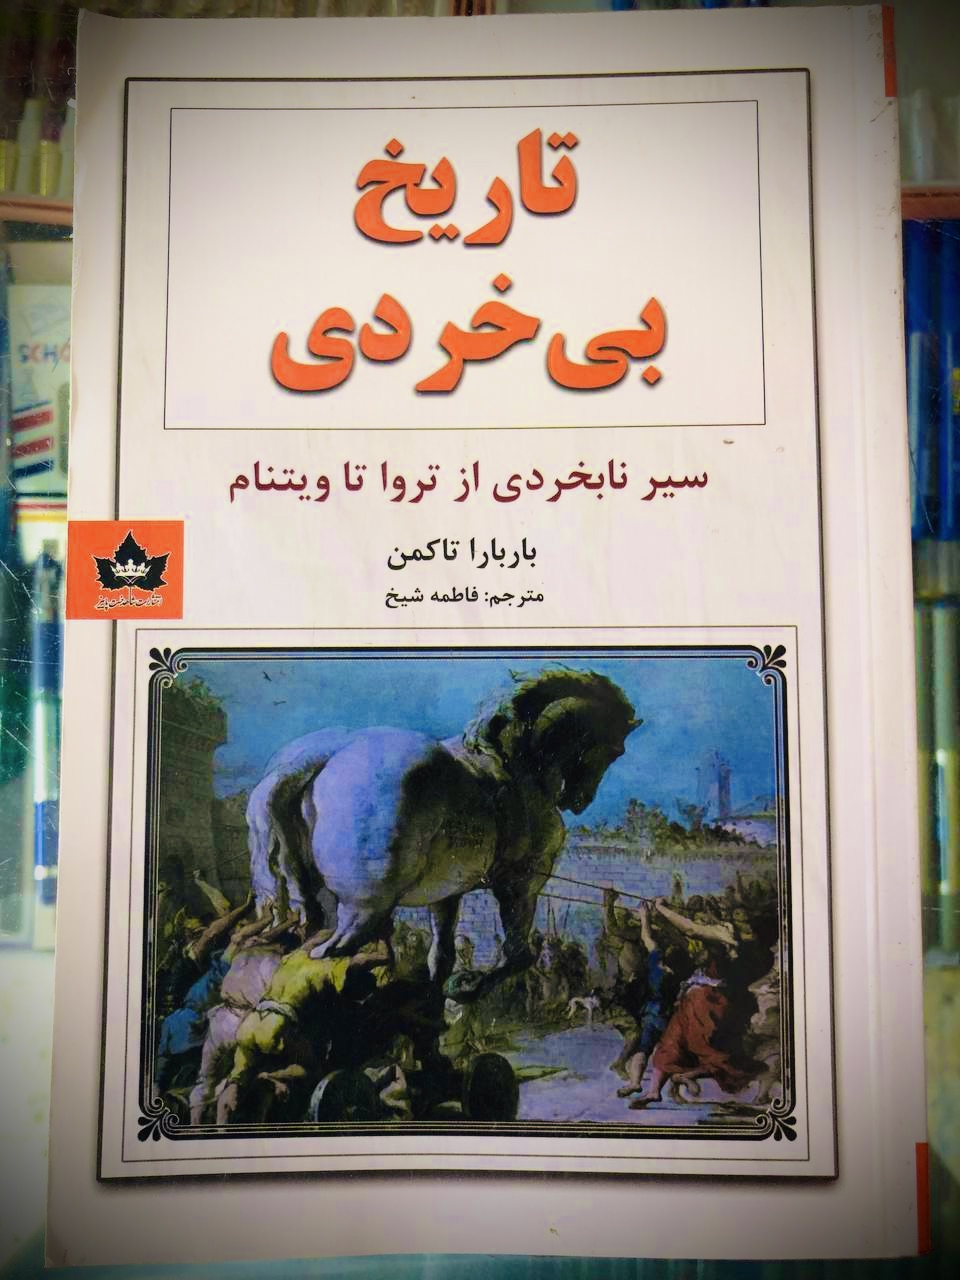 تاریخ
بی‌خردی
سیر نابخردی از تروا تا ویتنام
باربارا تاکمن
مترجم: فاطمه شیخ